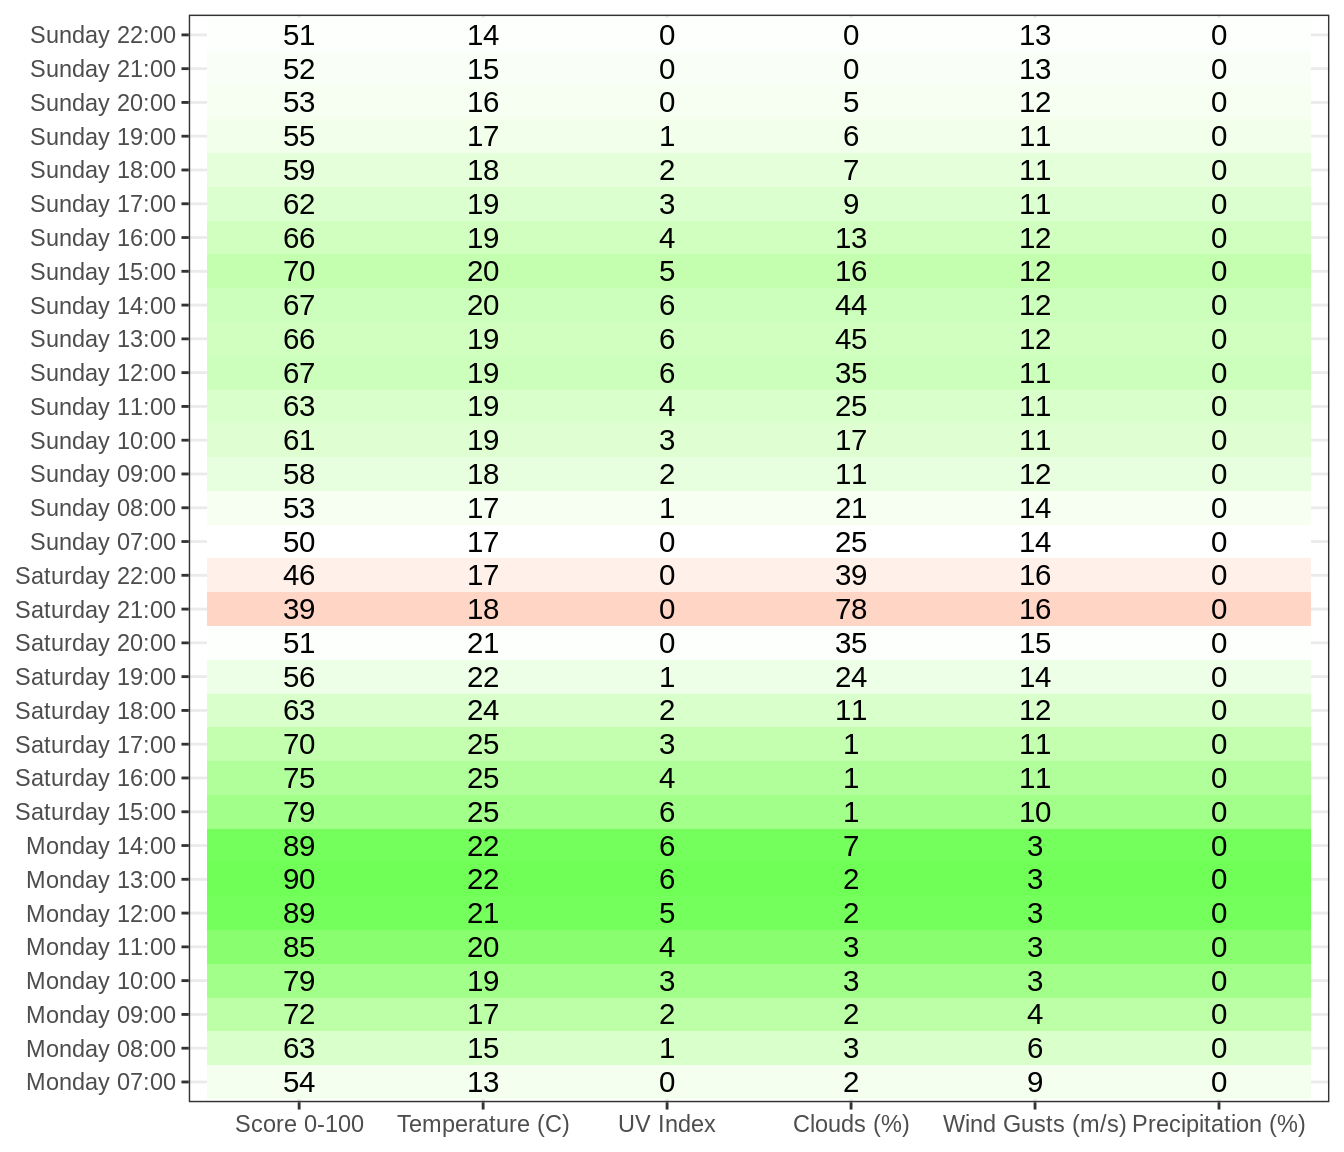 Sunday 22:00 51 14 0 0 13 0
Sunday 21:00 52 15 0 0 13 0
Sunday 20:00 53 16 0 5 12 0
Sunday 19:00 55 17 1 6 11 0
Sunday 18:00 59 18 2 7 11 0
Sunday 17:00 62 19 3 9 11 0
Sunday 16:00 66 19 4 13 12 0
Sunday 15:00 70 20 5 16 12 0
Sunday 14:00 67 20 6 44 12 0
Sunday 13:00 66 19 6 45 12 0
Sunday 12:00 67 19 6 35 11 0
Sunday 11:00 63 19 4 25 11 0
Sunday 10:00 61 19 3 17 11 0
Sunday 09:00 58 18 2 11 12 0
Sunday 08:00 53 17 1 21 14 0
Sunday 07:00 50 17 0 25 14 0
Saturday 22:00 46 17 0 39 16 0
Saturday 21:00 39 18 0 78 16 0
Saturday 20:00 51 21 0 35 15 0
Saturday 19:00 56 22 1 24 14 0
Saturday 18:00 63 24 2 11 12 0
Saturday 17:00 70 25 3 1 11 0
Saturday 16:00 75 25 4 1 11 0
Saturday 15:00 79 25 6 1 10 0
Monday 14:00 89 22 6 7 3 0
Monday 13:00 90 22 6 2 3 0
Monday 12:00 89 21 5 2 3 0
Monday 11:00 85 20 4 3 3 0
Monday 10:00 79 19 3 3 3 0
Monday 09:00 72 17 2 2 4 0
Monday 08:00 63 15 1 3 6 0
Monday 07:00 54 13 0 2 9 0
Score 0-100 Temperature (C) UV Index Clouds (%) Wind Gusts (m/s) Precipitation (%)